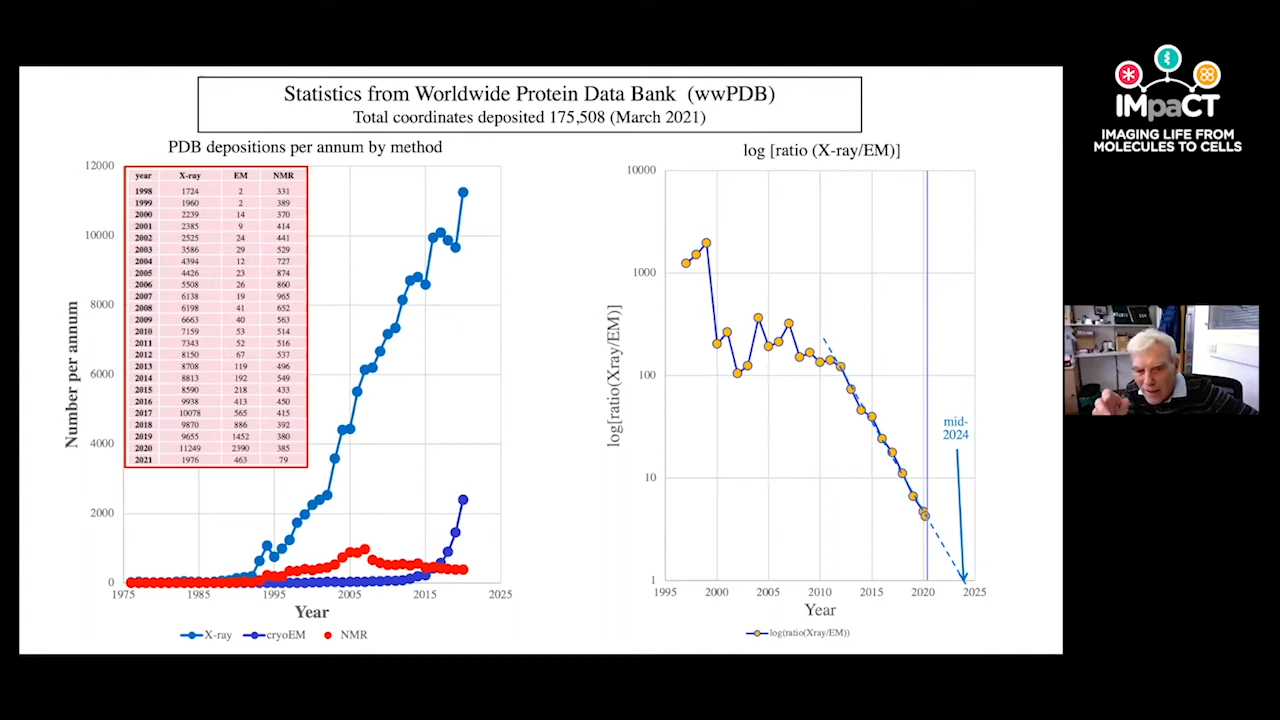 Statistics from Worldwide Protein Data Bank (wwPDB)
Total coordinates deposited 175,508 (March 2021)
PDB depositions per annum by method
12000
10000
8000
6000
4000
2000
0
Number per annum
year X-ray EM NMR
1998 1724 2 331
1999 1960 2 389
2000 2239 14 370
2001 2385 9 414
2002 2525 24 441
2003 3586 29 529
2004 4394 12 727
2005 4426 23 874
2006 5508 26 860
2007 6138 19 965
2008 6198 41 652
2009 6663 40 563
2010 7159 53 514
2011 7343 52 516
2012 8150 67 537
2013 8708 119 496
2014 8813 192 549
2015 8590 218 433
2016 9938 413 450
2017 10078 565 415
2018 9870 886 392
2019 9655 1452 380
2020 11249 2390 385
2021 1976 463 79
1975 1985 1995 2005 2015 2025
Year
X-ray cryoEM NMR
log [ratio (X-ray/EM)]
10000
1000
100
10
1
log[ratio(Xray/EM)]
mid-
2024
1995 2000 2005 2010 2015 2020 2025
Year
log(ratio(Xray/EM))
IMpaCT
IMAGING LIFE FROM
MOLECULES TO CELLS